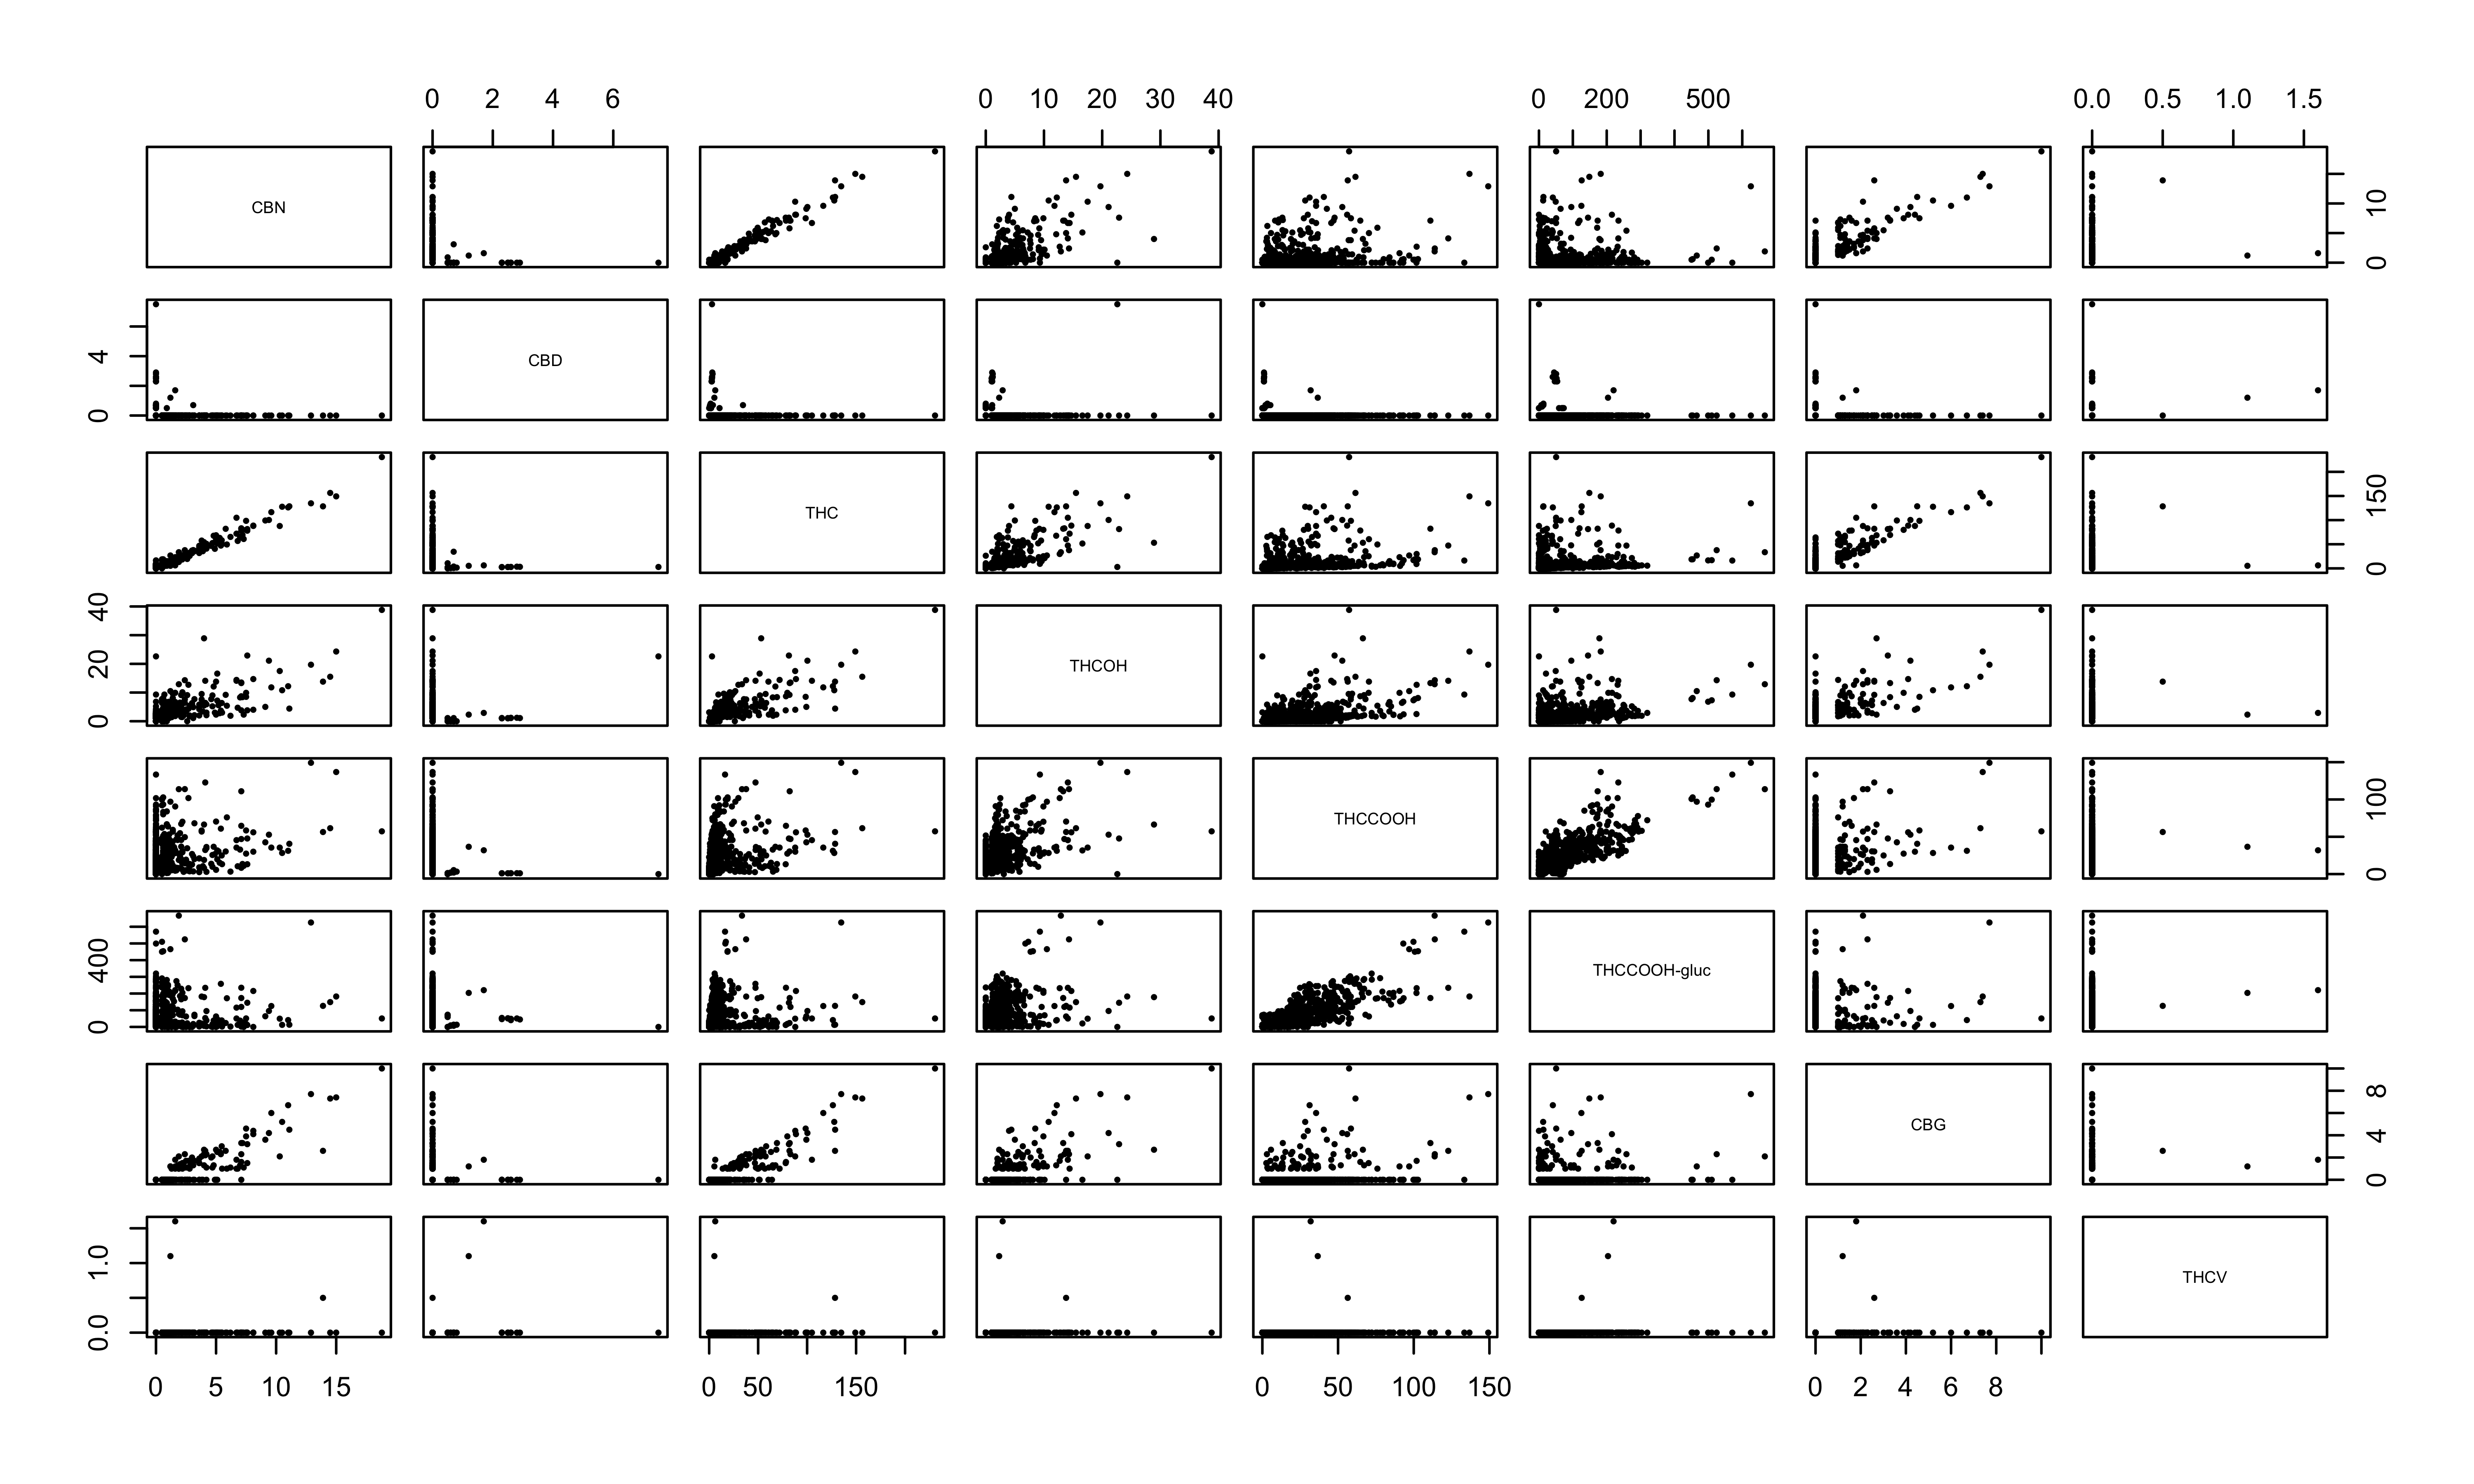 0 2 4 6 0 10 20 30 40 0 200 500 0.0 0.5 1.0 1.5
CBN 0 10
0 4 CBD
THC 0 150
0 20 40 THCOH
THCCOOH 0 100
0 400 THCCOOH-gluc
CBG 0 4 8
0.0 1.0 THCV
0 5 10 15 0 50 150 0 50 100 150 0 2 4 6 8